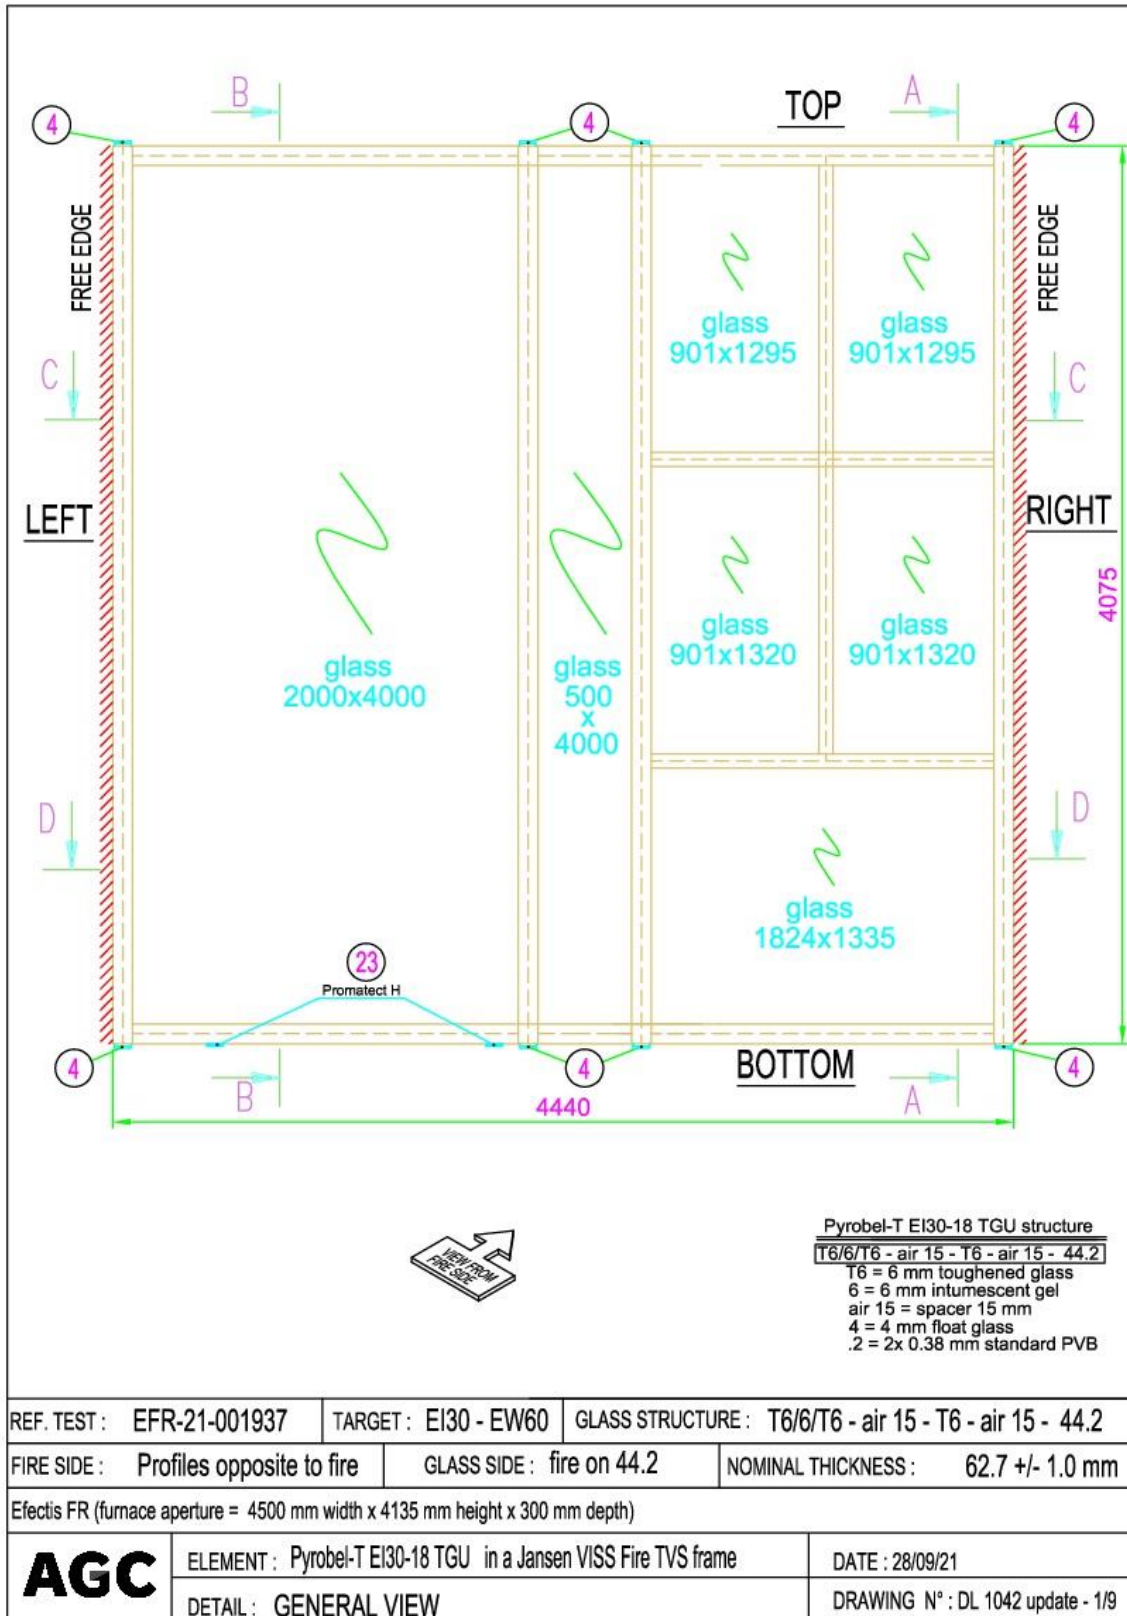 B
A
TOP
4
4
4
FREE EDGE
FREE EDGE
glass
901x1295
glass
901x1295
C
C
LEFT
RIGHT
4075
glass
2000x4000
glass
500
x
4000
glass
901x1320
glass
901x1320
D
D
glass
1824x1335
23
Promatect H
4
4
4
BOTTOM
B
A
4440
VIEW FROM
FIRE SIDE
Pyrobel-T EI30-18 TGU structure
T6/6/T6 - air 15 - T6 - air 15 - 44.2
T6 = 6 mm toughened glass
6 = 6 mm intumescent gel
air 15 = spacer 15 mm
4 = 4 mm float glass
.2 = 2x 0.38 mm standard PVB
REF. TEST : EFR-21-001937 TARGET : EI30 - EW60 GLASS STRUCTURE : T6/6/T6 - air 15 - T6 - air 15 - 44.2
FIRE SIDE : Profiles opposite to fire GLASS SIDE : fire on 44.2 NOMINAL THICKNESS : 62.7 +/- 1.0 mm
Efectis FR (furnace aperture = 4500 mm width x 4135 mm height x 300 mm depth)
AGC
ELEMENT : Pyrobel-T EI30-18 TGU in a Jansen VISS Fire TVS frame DATE : 28/09/21
DETAIL : GENERAL VIEW DRAWING N° : DL 1042 update - 1/9